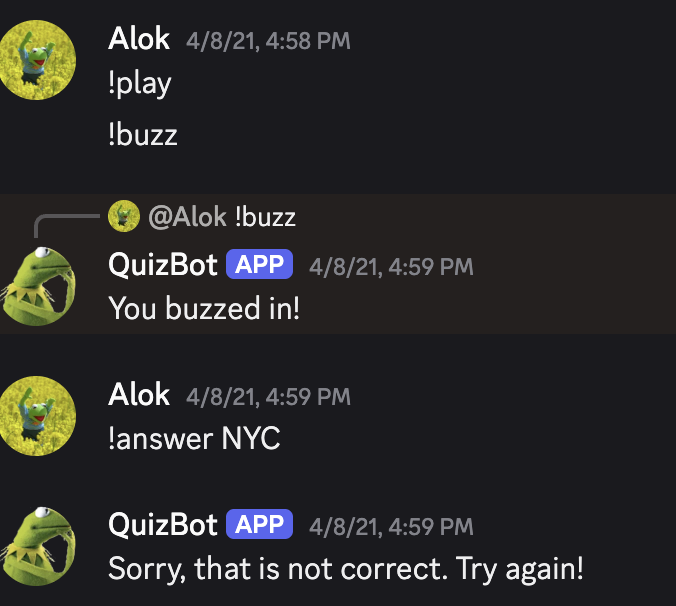 Alok 4/8/21, 4:58 PM
!play
!buzz
@Alok !buzz
QuizBot APP 4/8/21, 4:59 PM
You buzzed in!
Alok 4/8/21, 4:59 PM
!answer NYC
QuizBot APP 4/8/21, 4:59 PM
Sorry, that is not correct. Try again!